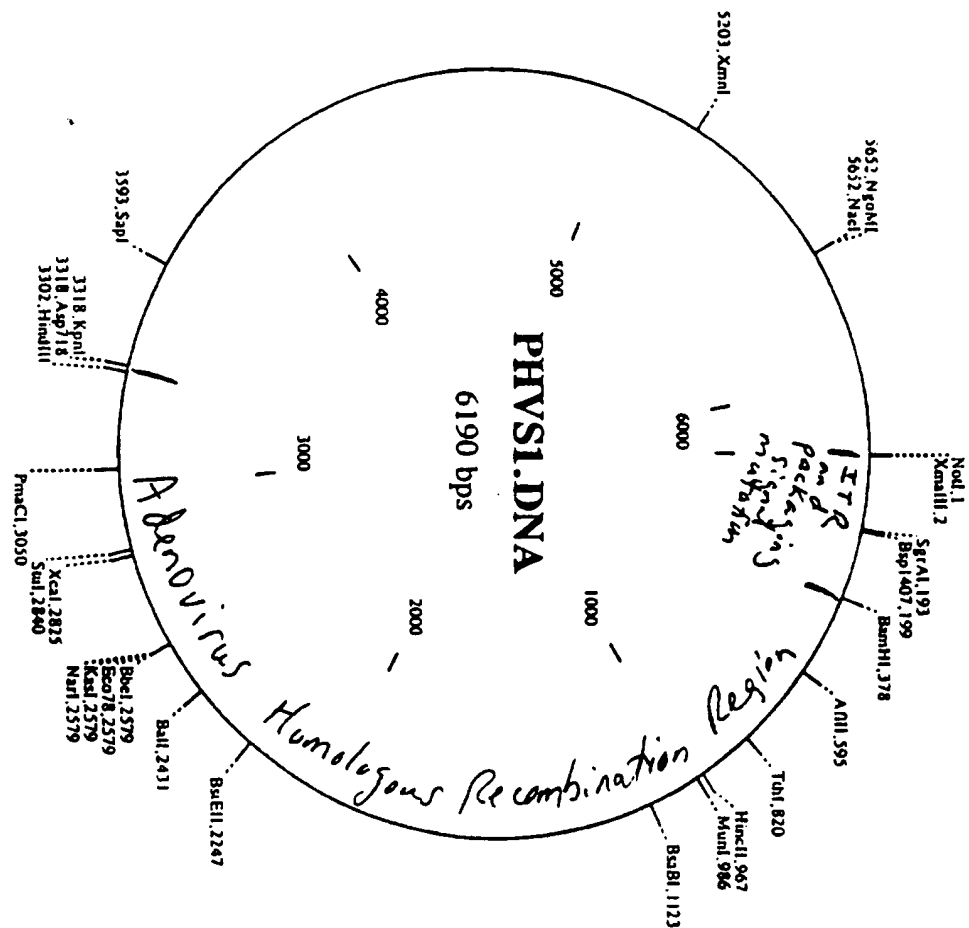 PHVS1.DNA
6190 bps
NotI,1
XmaIII,2
SgrAI,193
Bsp1407,199
BamHI,378
AflII,595
Tth1,820
HincII,967
MunI,986
BsaBI,1123
BstEII,2247
BalI,2431
BbeI,2579
Eco78,2579
KasI,2579
NarI,2579
XcaI,2825
StuI,2840
PmaCI,3050
3318,KpnI
3318,Asp718
3302,HindIII
3593,SapI
5203,XmnI
5652,NgoMI
5652,NaeI
1000
2000
3000
4000
5000
6000
ITR
and
packaging
signal
Adenovirus Homologous Recombination Region